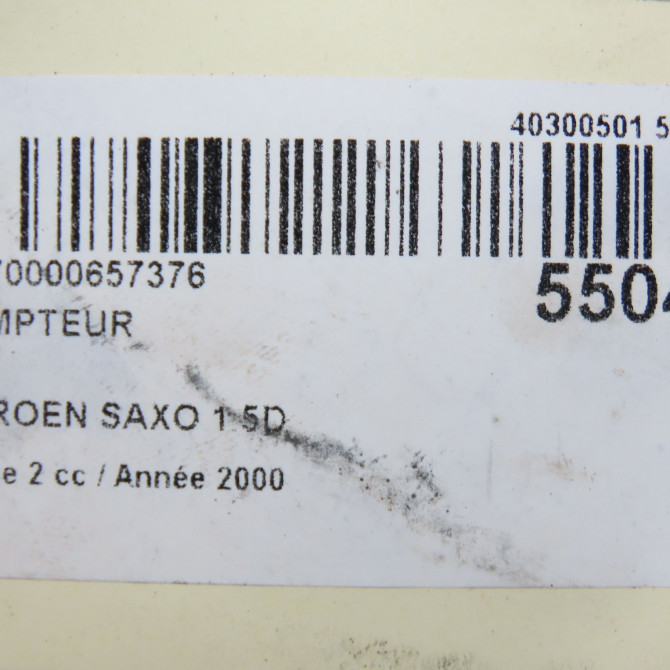 40300501 5
70000657376
5504
MPTEUR
ROEN SAXO 1 5D
e 2 cc / Année 2000